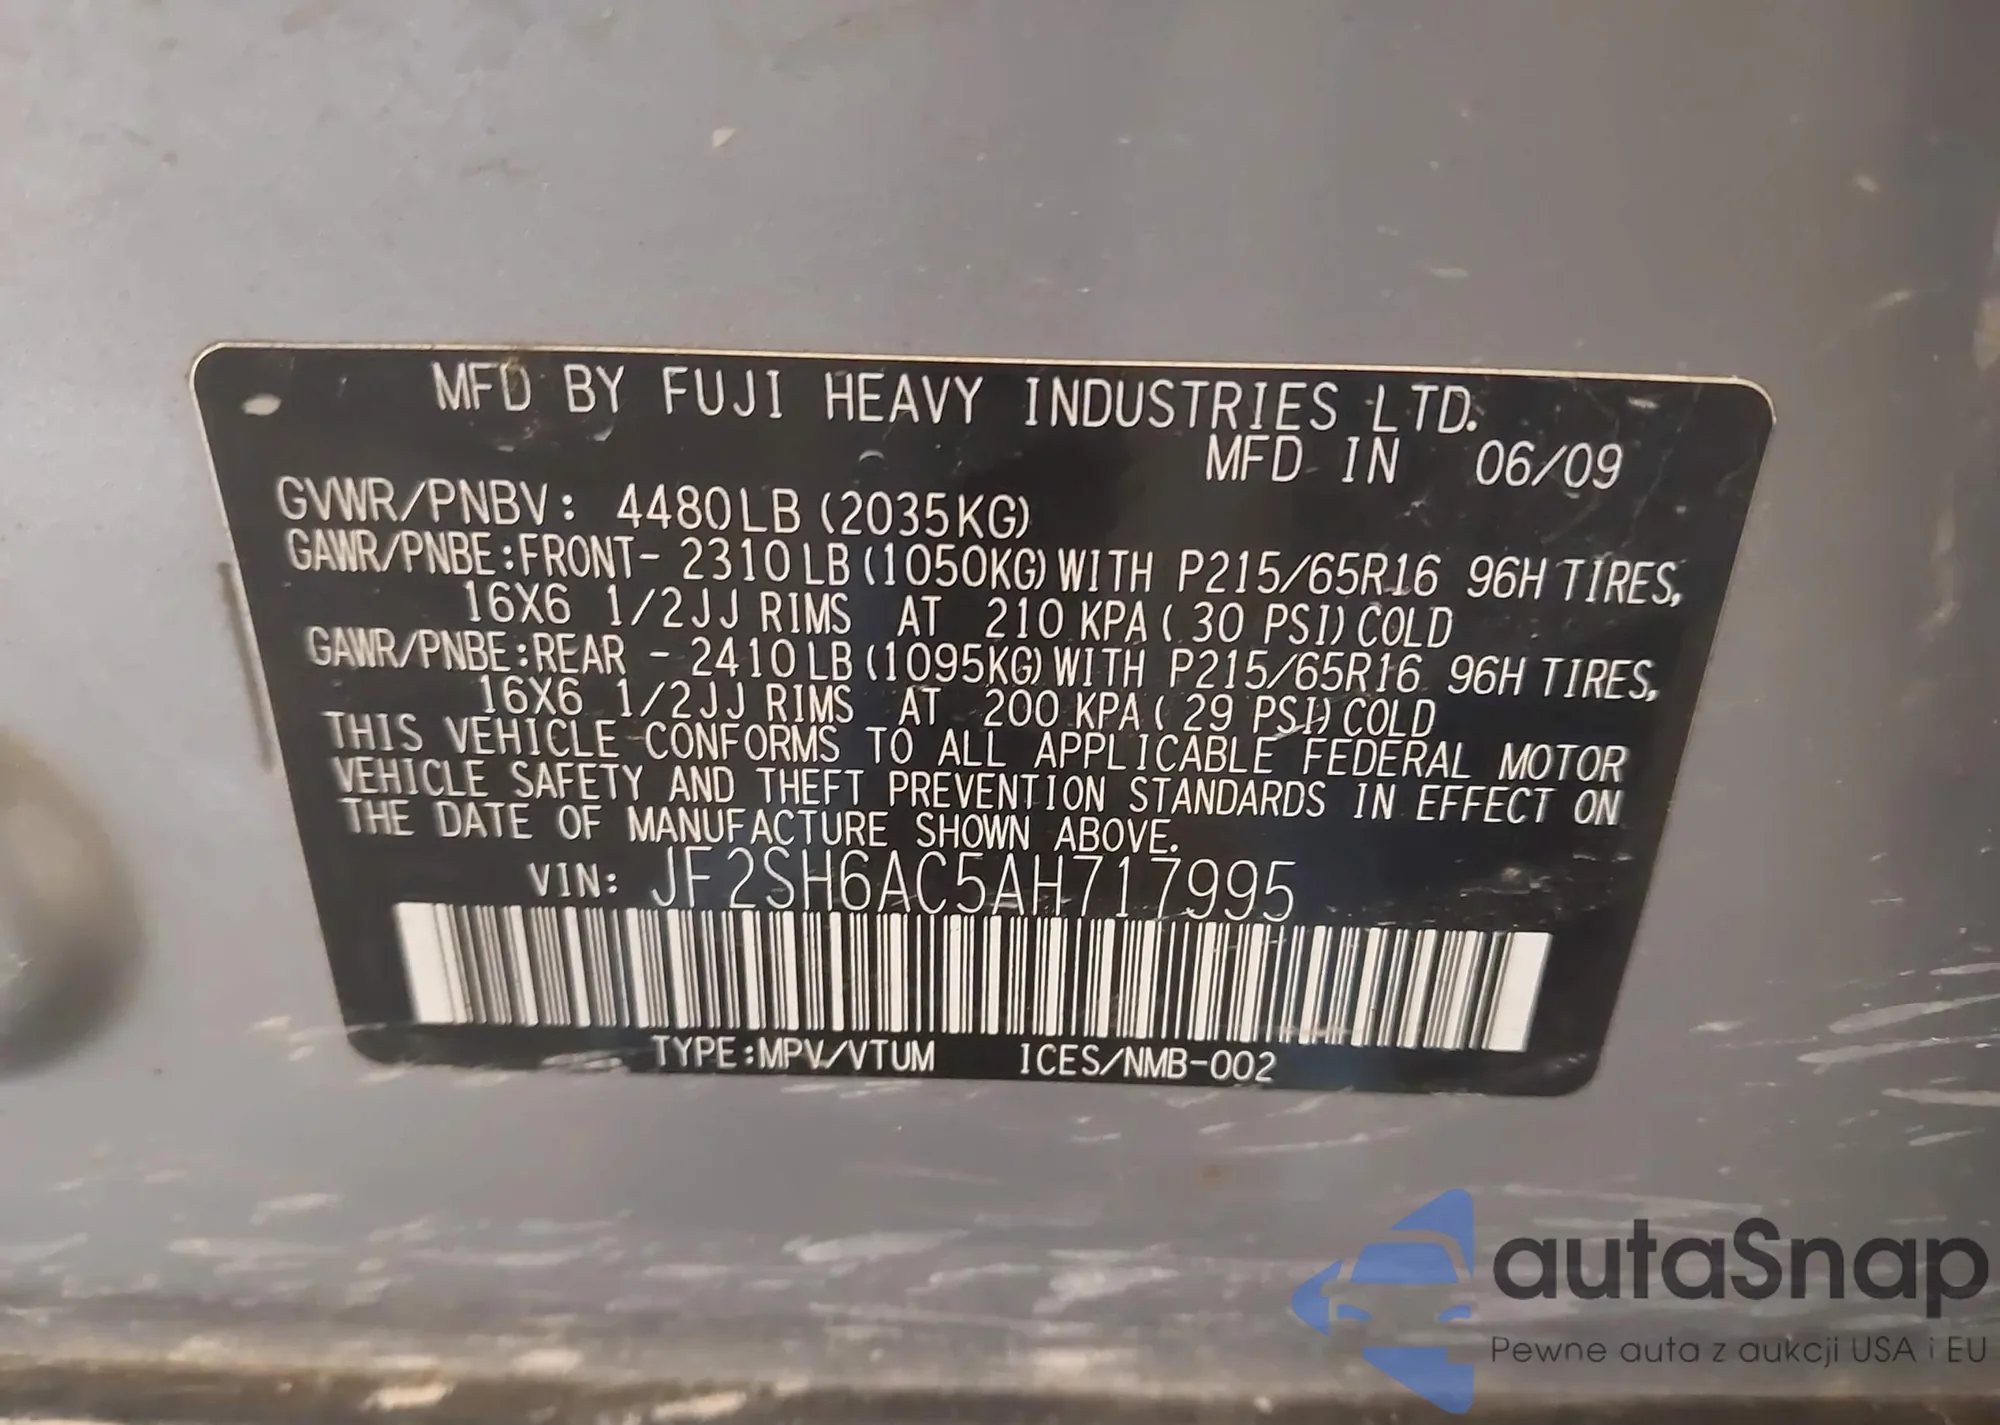 MFD BY FUJI HEAVY INDUSTRIES LTD.
MFD IN 06/09
GVWR/PNBV: 4480LB (2035KG)
GAWR/PNBE:FRONT- 2310LB (1050KG) WITH P215/65R16 96H TIRES,
16X6 1/2JJ RIMS AT 210 KPA ( 30 PSI) COLD
GAWR/PNBE:REAR - 2410LB (1095KG) WITH P215/65R16 96H TIRES,
16X6 1/2JJ RIMS AT 200 KPA ( 29 PSI) COLD
THIS VEHICLE CONFORMS TO ALL APPLICABLE FEDERAL MOTOR
VEHICLE SAFETY AND THEFT PREVENTION STANDARDS IN EFFECT ON
THE DATE OF MANUFACTURE SHOWN ABOVE.
VIN: JF2SH6AC5AH717995
TYPE:MPV/VTUM ICES/NMB-002
autaSnap
Pewne auta z aukcji USA i EU